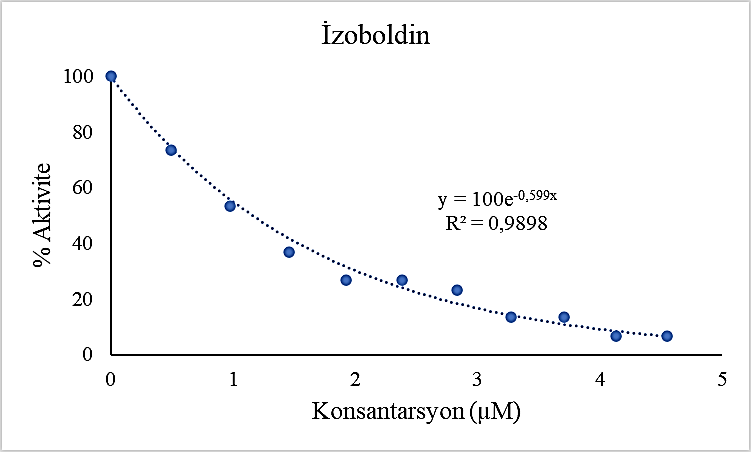 İzoboldin
100
80
60
40
20
0
% Aktivite
y = 100e-0,599x
R² = 0,9898
0 1 2 3 4 5
Konsantarsyon (µM)